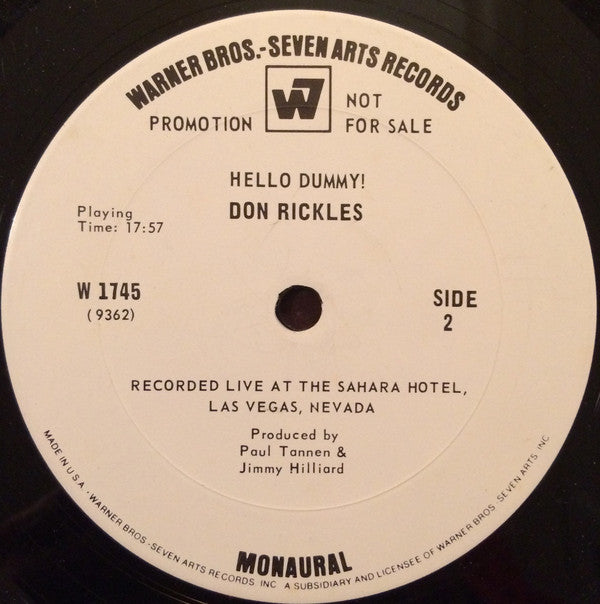 WARNER BROS.-SEVEN ARTS RECORDS
W7
PROMOTION NOT
FOR SALE
HELLO DUMMY!
DON RICKLES
Playing
Time: 17:57
W 1745
(9362)
SIDE
2
RECORDED LIVE AT THE SAHARA HOTEL,
LAS VEGAS, NEVADA
Produced by
Paul Tannen &
Jimmy Hilliard
MONAURAL
MADE IN U.S.A. · WARNER BROS.-SEVEN ARTS RECORDS INC. A SUBSIDIARY AND LICENSEE OF WARNER BROS. SEVEN ARTS. INC